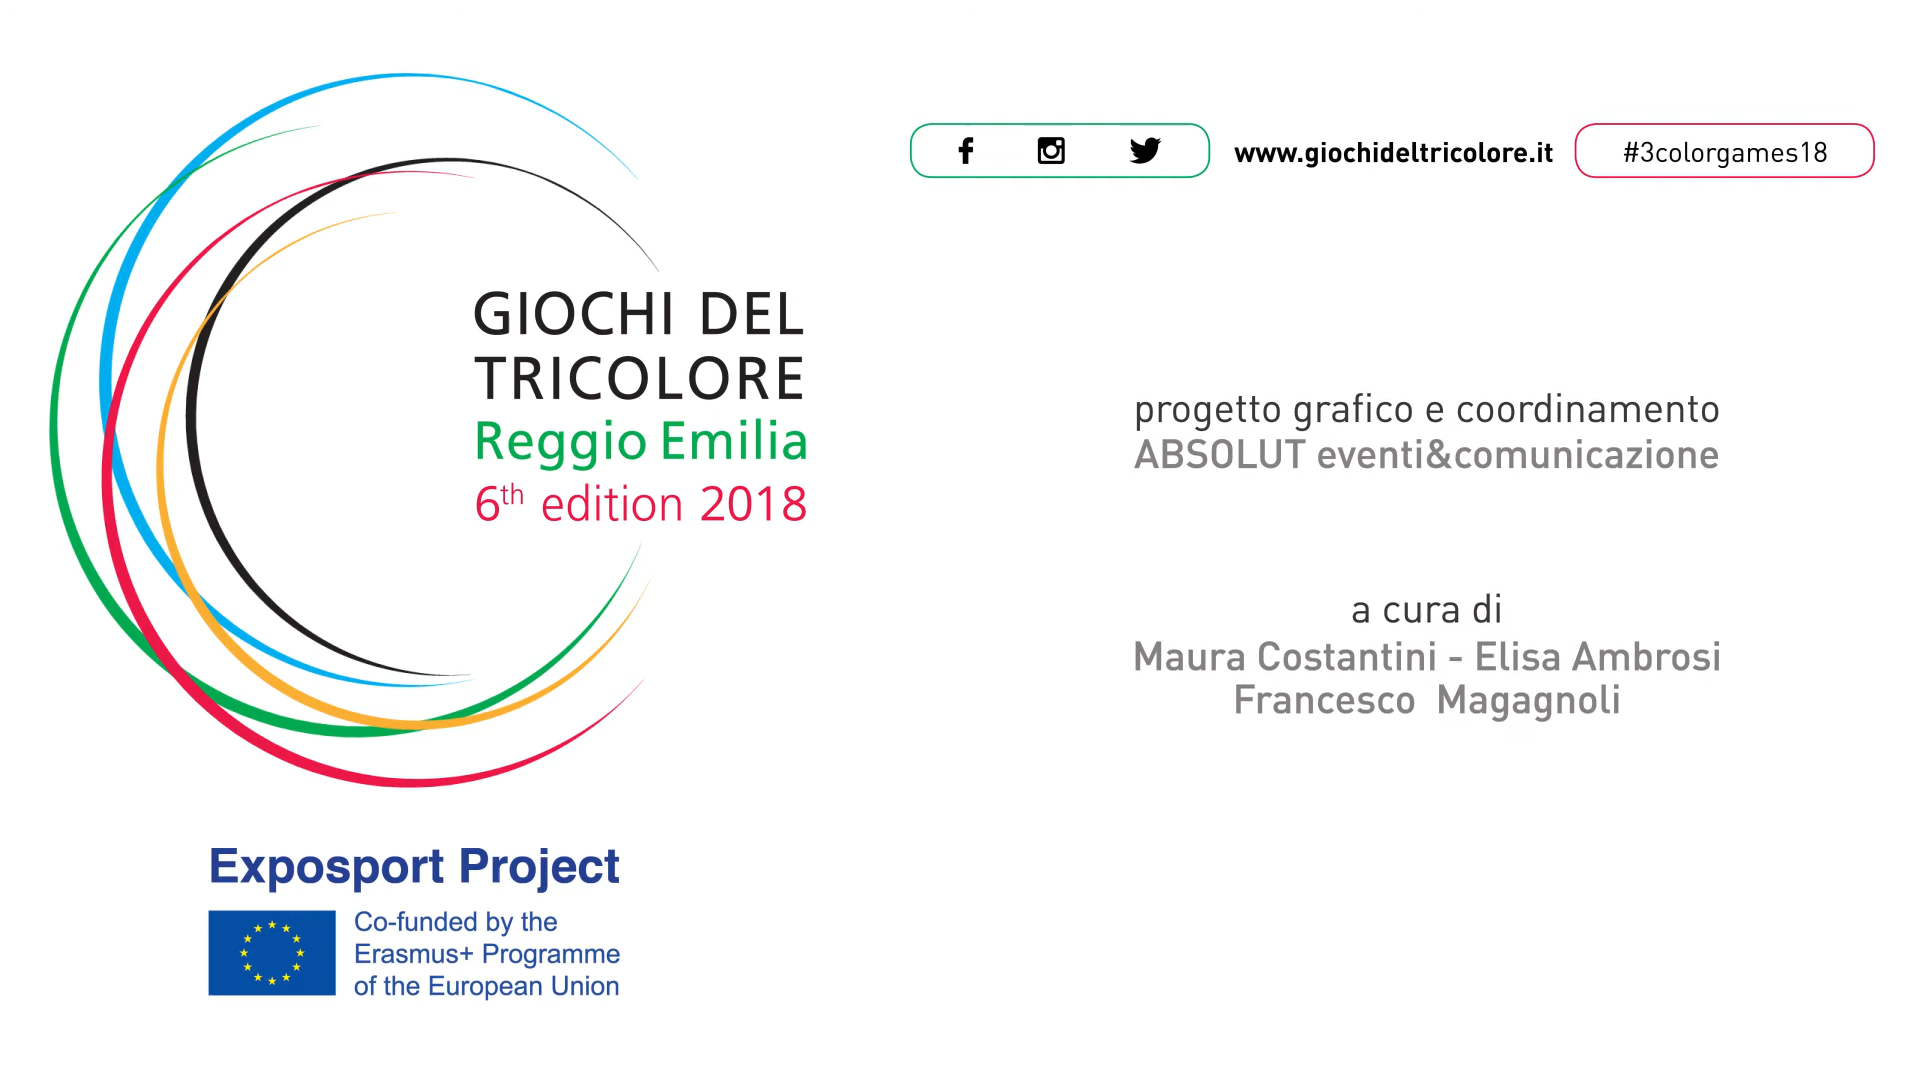 GIOCHI DEL
TRICOLORE
Reggio Emilia
6th edition 2018
Exposport Project
Co-funded by the
Erasmus+ Programme
of the European Union
www.giochideltricolore.it
#3colorgames18
progetto grafico e coordinamento
ABSOLUT eventi&comunicazione
a cura di
Maura Costantini - Elisa Ambrosi
Francesco Magagnoli